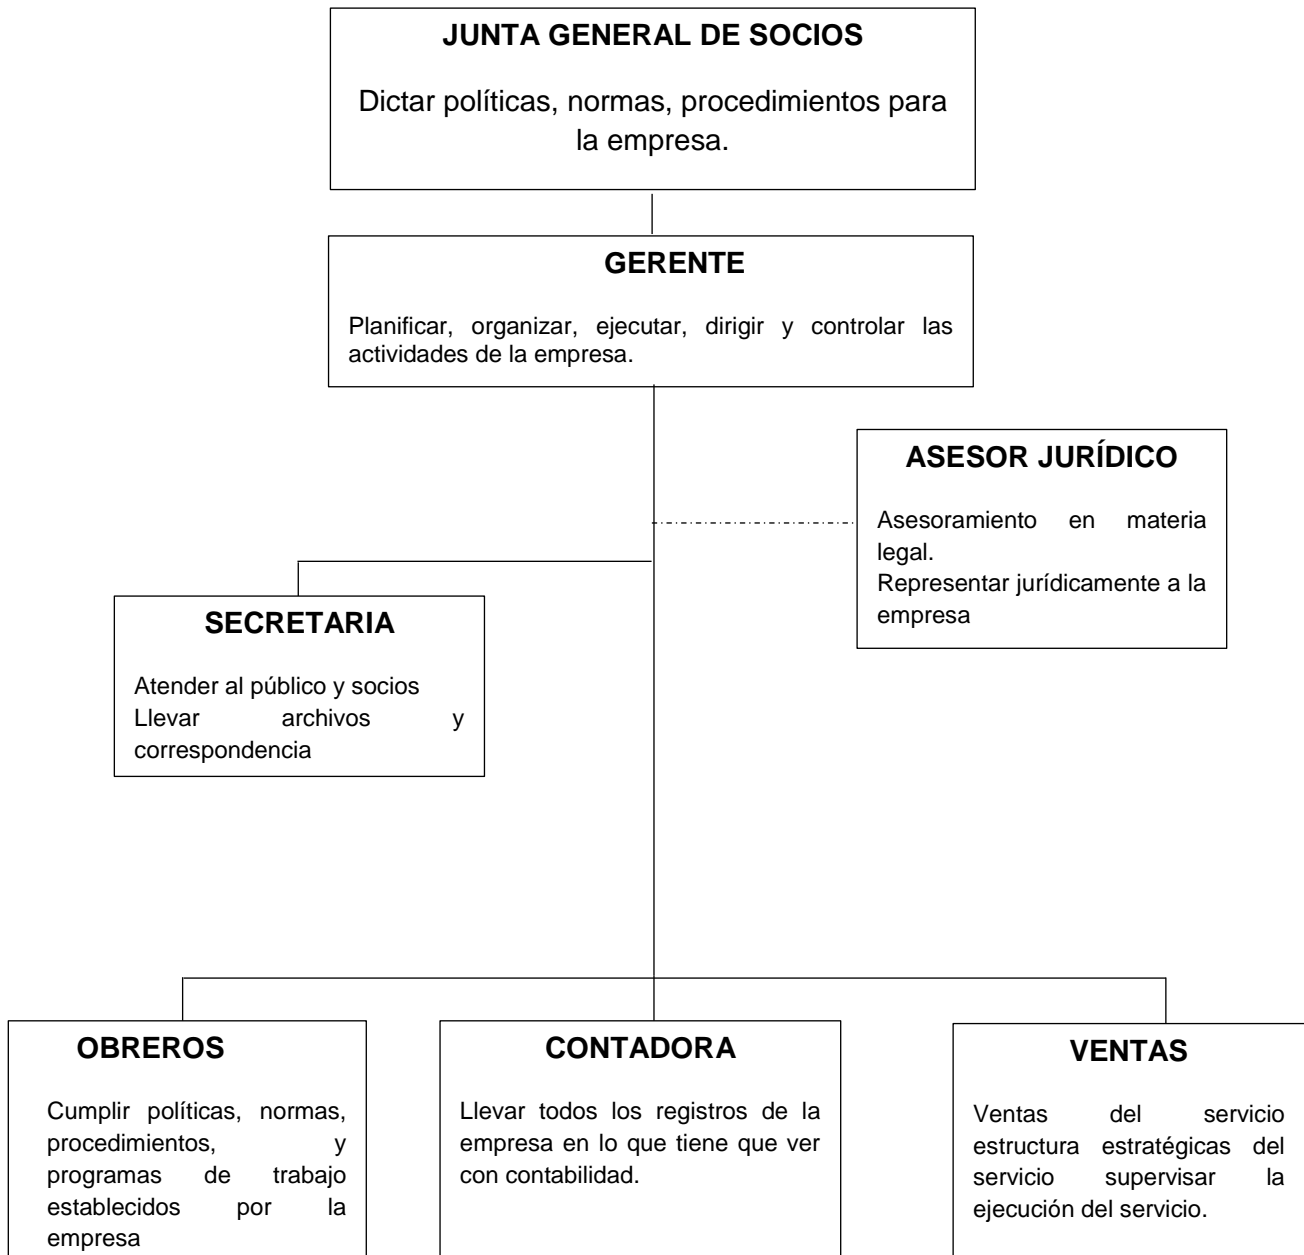 JUNTA GENERAL DE SOCIOS
Dictar políticas, normas, procedimientos para
la empresa.
GERENTE
Planificar, organizar, ejecutar, dirigir y controlar las
actividades de la empresa.
ASESOR JURÍDICO
Asesoramiento en materia
legal.
Representar jurídicamente a la
empresa
SECRETARIA
Atender al público y socios
Llevar archivos y
correspondencia
OBREROS
Cumplir políticas, normas,
procedimientos, y
programas de trabajo
establecidos por la
empresa
CONTADORA
Llevar todos los registros de la
empresa en lo que tiene que ver
con contabilidad.
VENTAS
Ventas del servicio
estructura estratégicas del
servicio supervisar la
ejecución del servicio.